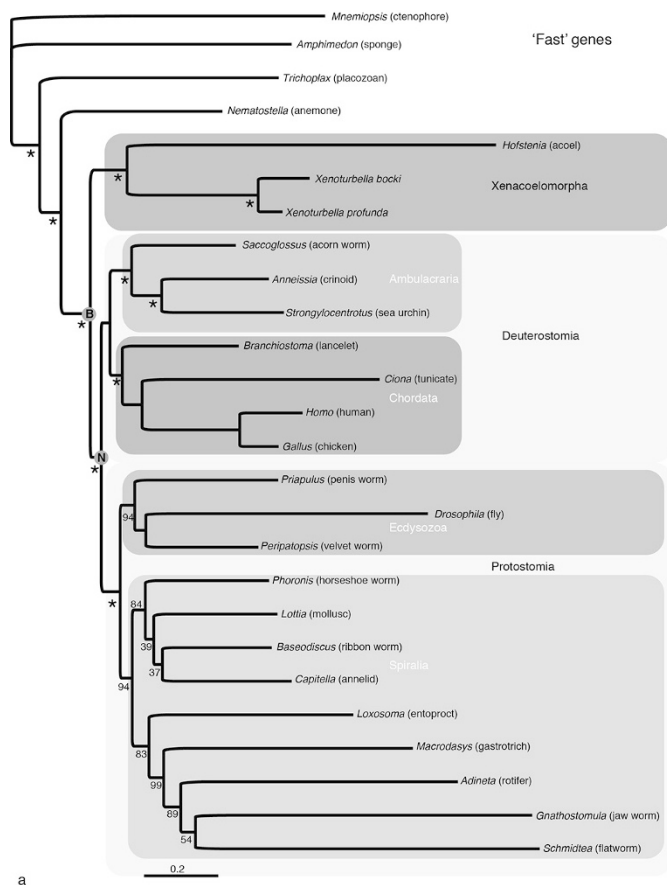 Mnemiopsis (ctenophore)
'Fast' genes
Amphimedon (sponge)
Trichoplax (placozoan)
Nematostella (anemone)
Hofstenia (acoel)
*
Xenoturbella bocki
Xenacoelomorpha
*
*
Xenoturbella profunda
*
Saccoglossus (acorn worm)
*
Anneissia (crinoid)
Ambulacraria
*
Strongylocentrotus (sea urchin)
B
*
Deuterostomia
Branchiostoma (lancelet)
*
Ciona (tunicate)
Chordata
Homo (human)
Gallus (chicken)
N
*
Priapulus (penis worm)
94
Drosophila (fly)
Ecdysozoa
Peripatopsis (velvet worm)
Protostomia
Phoronis (horseshoe worm)
*
84
Lottia (mollusc)
39
Baseodiscus (ribbon worm)
Spiralia
37
Capitella (annelid)
94
Loxosoma (entoproct)
83
Macrodasys (gastrotrich)
99
Adineta (rotifer)
89
Gnathostomula (jaw worm)
54
Schmidtea (flatworm)
0.2
a